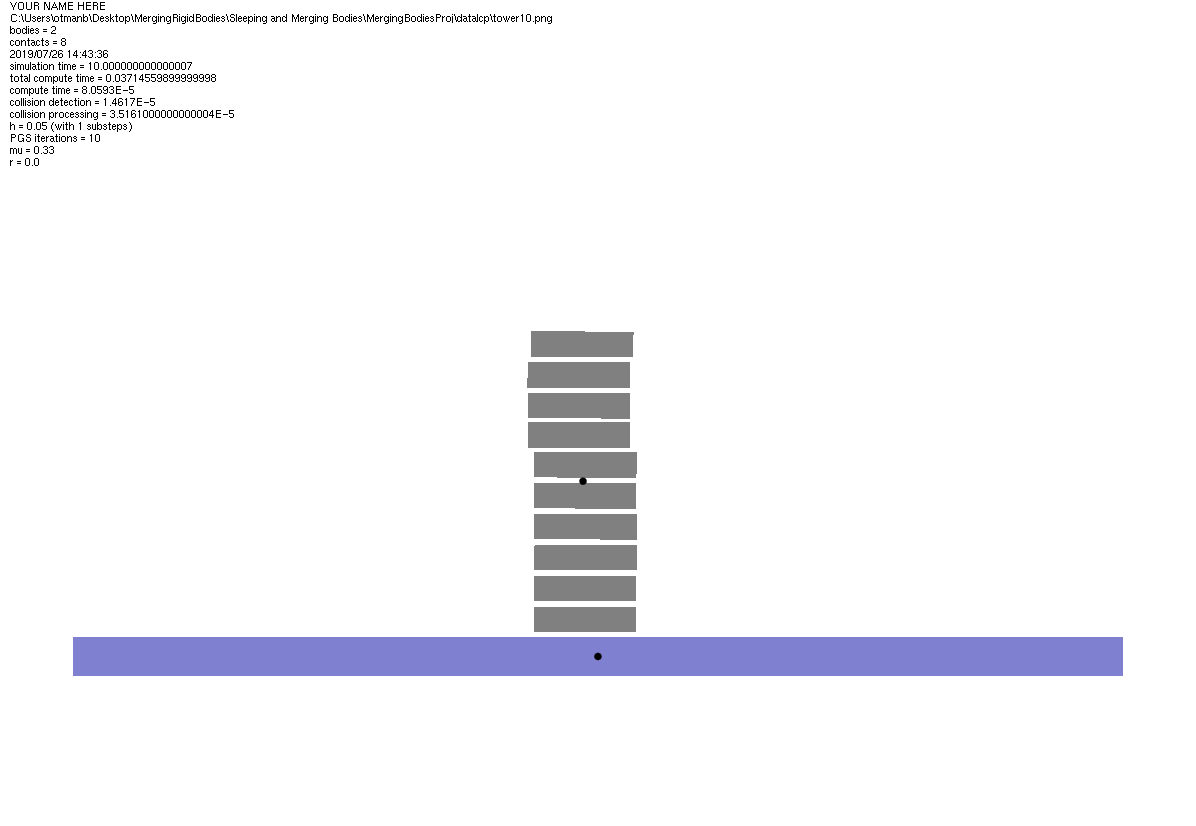 YOUR NAME HERE
C:\Users\otmanb\Desktop\MergingRigidBodies\Sleeping and Merging Bodies\MergingBodiesProj\datalcp\tower10.png
bodies = 2
contacts = 8
2019/07/26 14:43:36
simulation time = 10.000000000000007
total compute time = 0.03714559899999998
compute time = 8.0593E-5
collision detection = 1.4617E-5
collision processing = 3.5161000000000004E-5
h = 0.05 (with 1 substeps)
PGS iterations = 10
mu = 0.33
r = 0.0